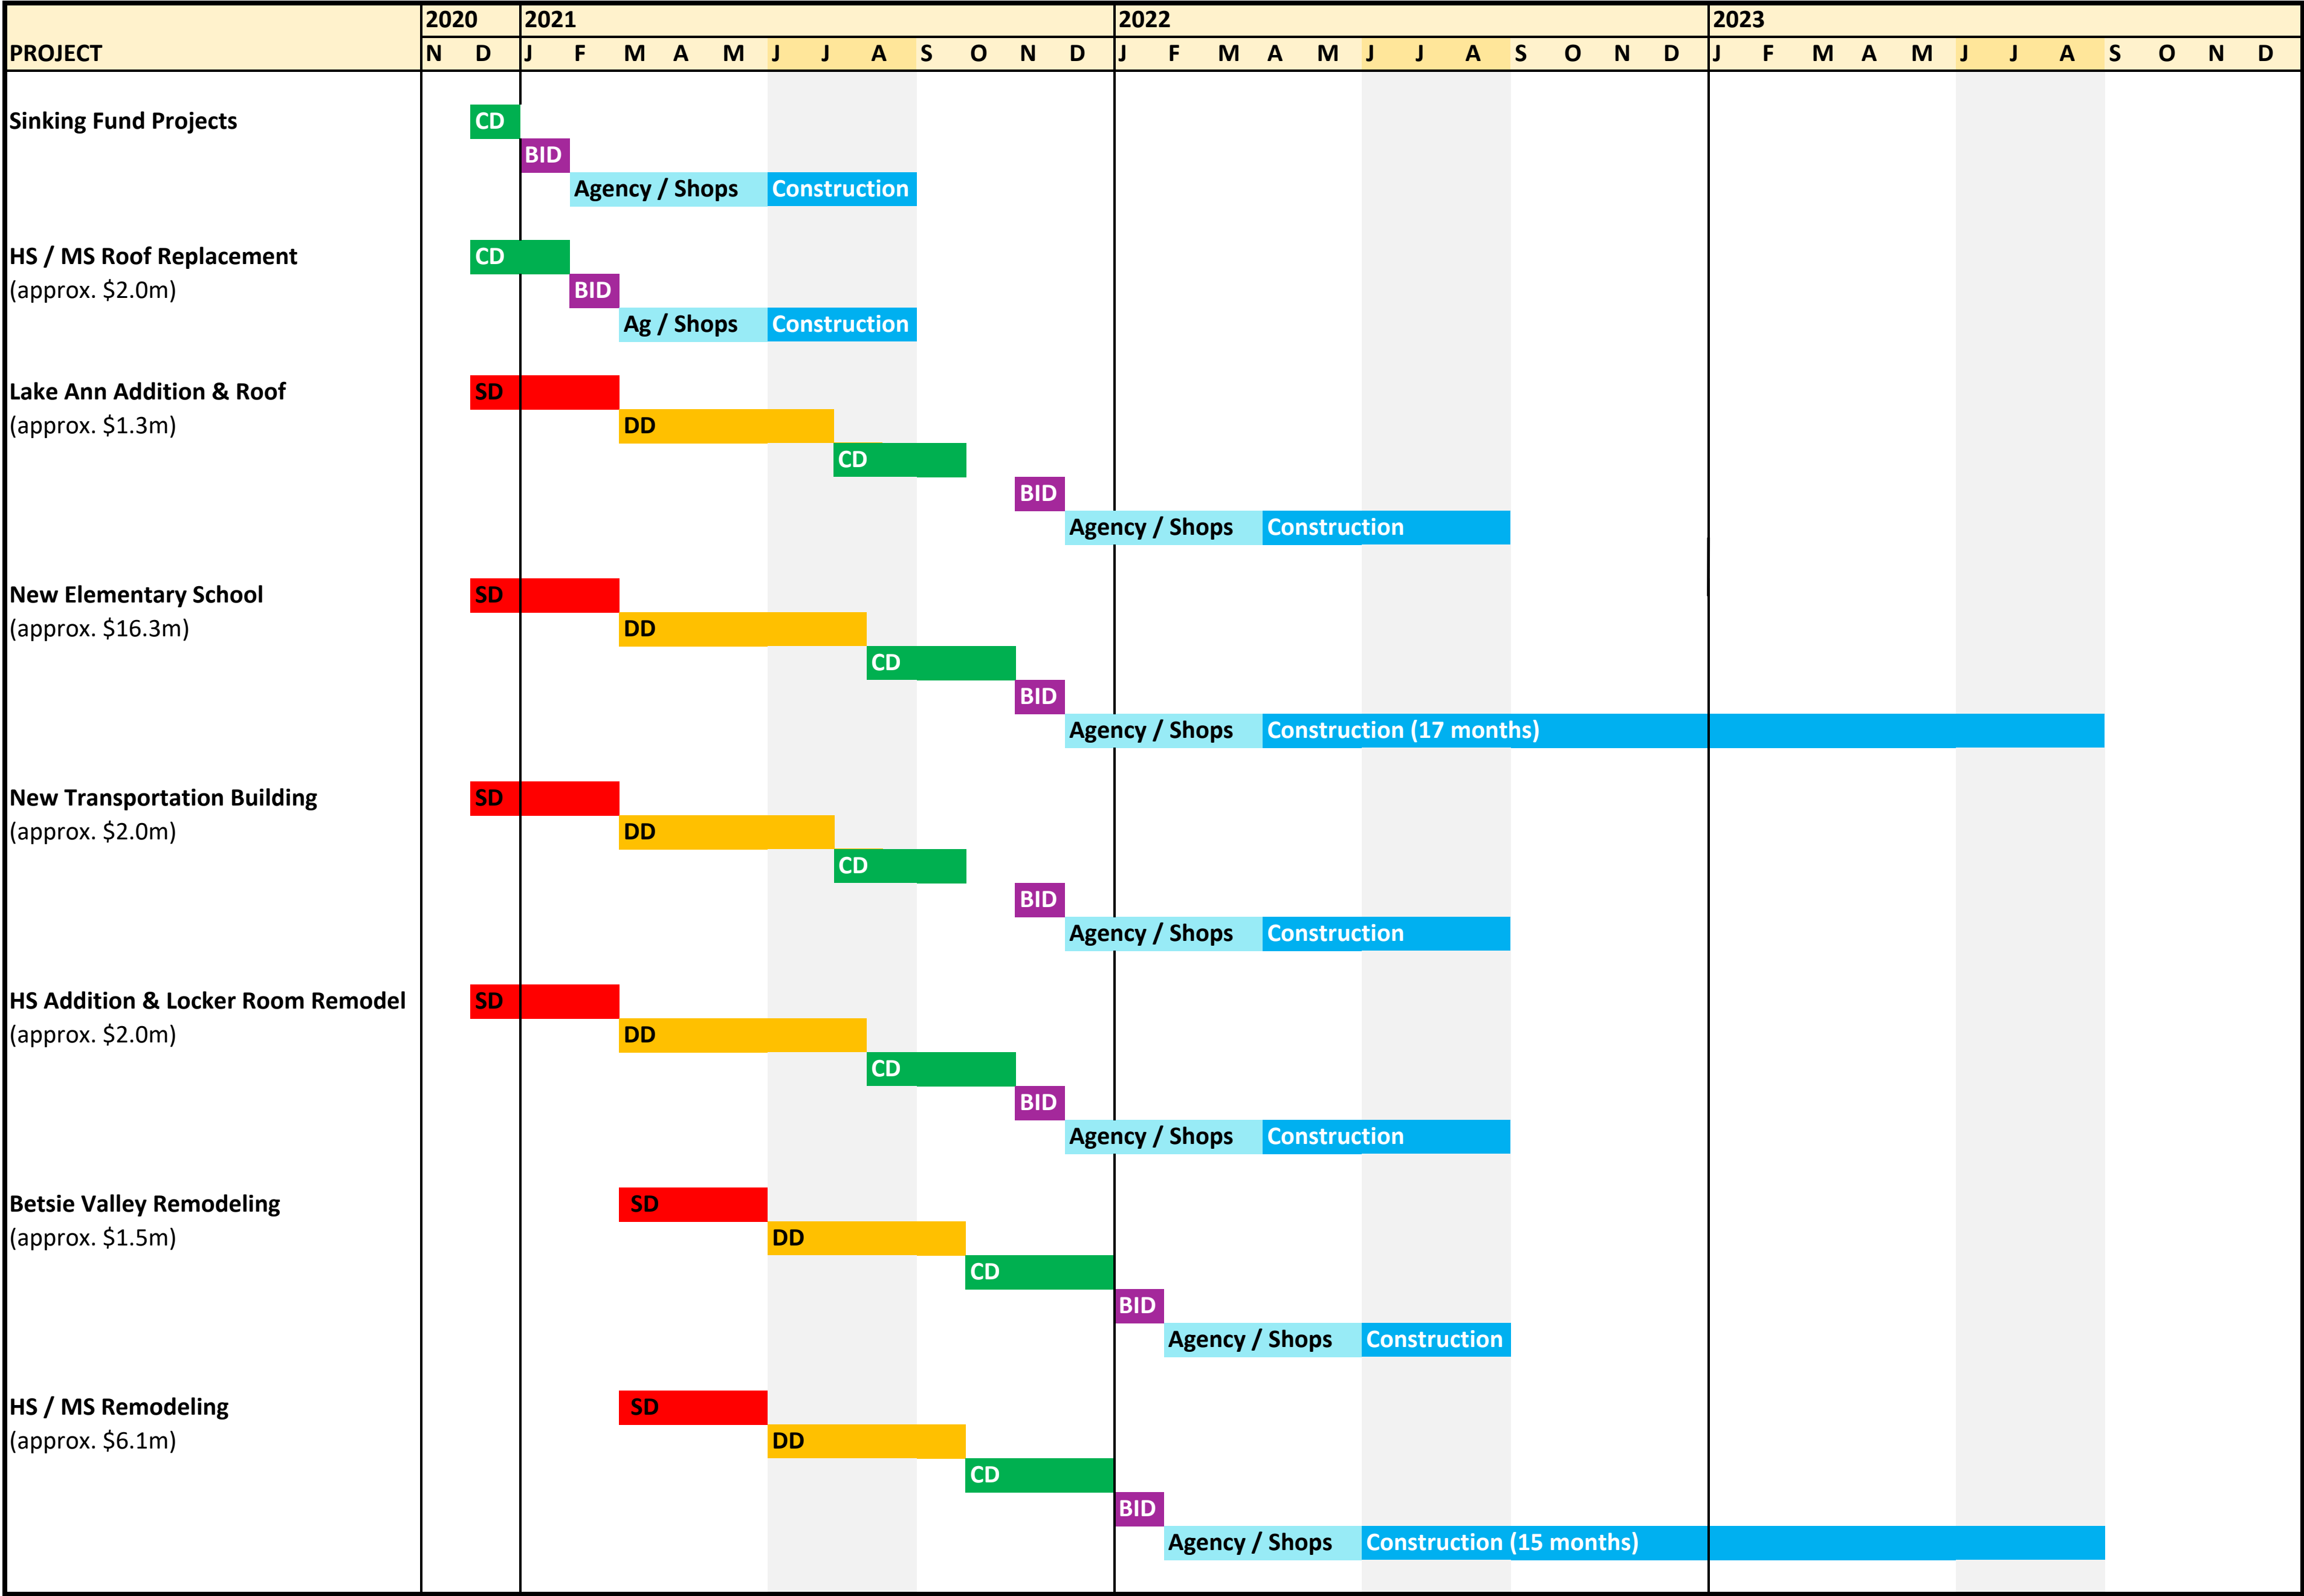 2020 2021 2022 2023
PROJECT N D J F M A M J J A S O N D J F M A M J J A S O N D J F M A M J J A S O N D
Sinking Fund Projects CD
BID
Agency / Shops Construction
HS / MS Roof Replacement CD
(approx. $2.0m) BID
Ag / Shops Construction
Lake Ann Addition & Roof SD
(approx. $1.3m) DD
CD
BID
Agency / Shops Construction
New Elementary School SD
(approx. $16.3m) DD
CD
BID
Agency / Shops Construction (17 months)
New Transportation Building SD
(approx. $2.0m) DD
CD
BID
Agency / Shops Construction
HS Addition & Locker Room Remodel SD
(approx. $2.0m) DD
CD
BID
Agency / Shops Construction
Betsie Valley Remodeling SD
(approx. $1.5m) DD
CD
BID
Agency / Shops Construction
HS / MS Remodeling SD
(approx. $6.1m) DD
CD
BID
Agency / Shops Construction (15 months)